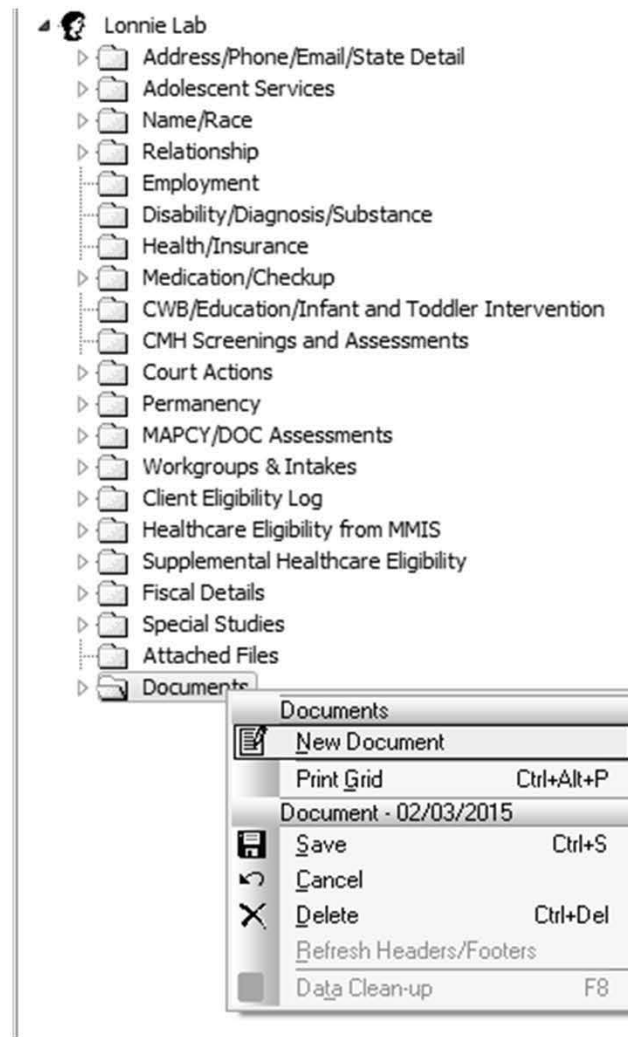 Lonnie Lab
Address/Phone/Email/State Detail
Adolescent Services
Name/Race
Relationship
Employment
Disability/Diagnosis/Substance
Health/Insurance
Medication/Checkup
CWB/Education/Infant and Toddler Intervention
CMH Screenings and Assessments
Court Actions
Permanency
MAPCY/DOC Assessments
Workgroups & Intakes
Client Eligibility Log
Healthcare Eligibility from MMIS
Supplemental Healthcare Eligibility
Fiscal Details
Special Studies
Attached Files
Documents
Documents
New Document
Print Grid Ctrl+Alt+P
Document - 02/03/2015
Save Ctrl+S
Cancel
Delete Ctrl+Del
Refresh Headers/Footers
Data Clean-up F8